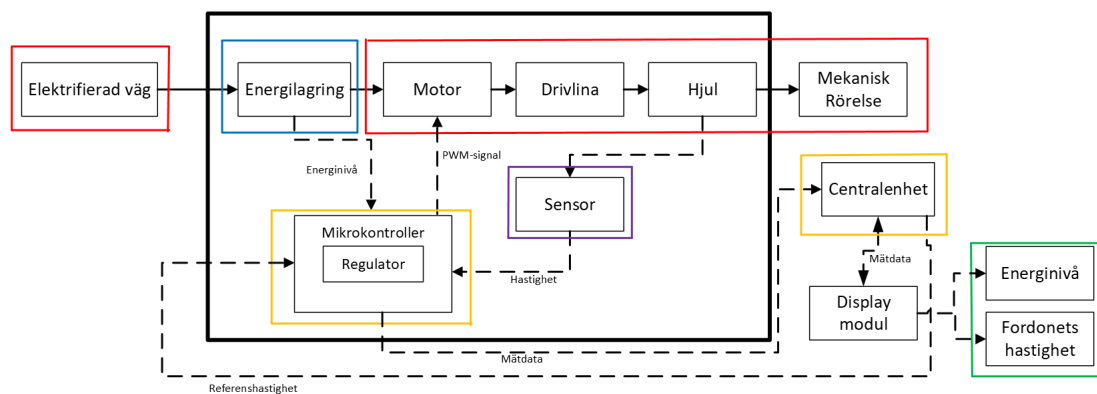 Elektrifierad väg
Energilagring
Motor
Drivlina
Hjul
Mekanisk
Rörelse
PWM-signal
Energinivå
Sensor
Centralenhet
Mikrokontroller
Regulator
Hastighet
Mätdata
Display
modul
Energinivå
Fordonets
hastighet
Mätdata
Referenshastighet